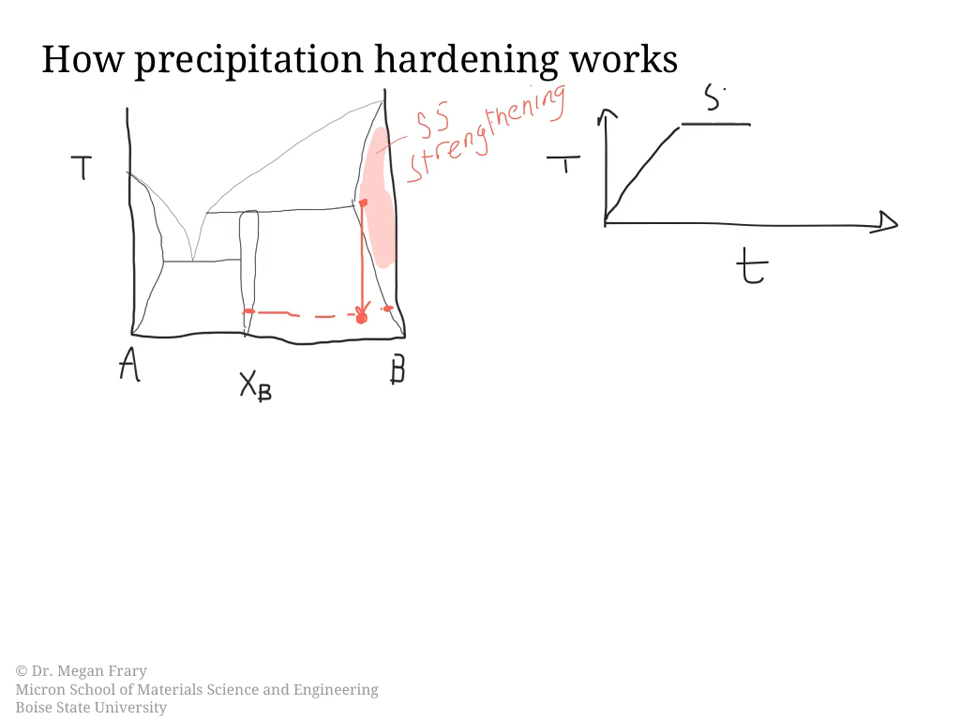 How precipitation hardening works
SS
strengthening
T
A
XB
B
S
T
t
© Dr. Megan Frary
Micron School of Materials Science and Engineering
Boise State University